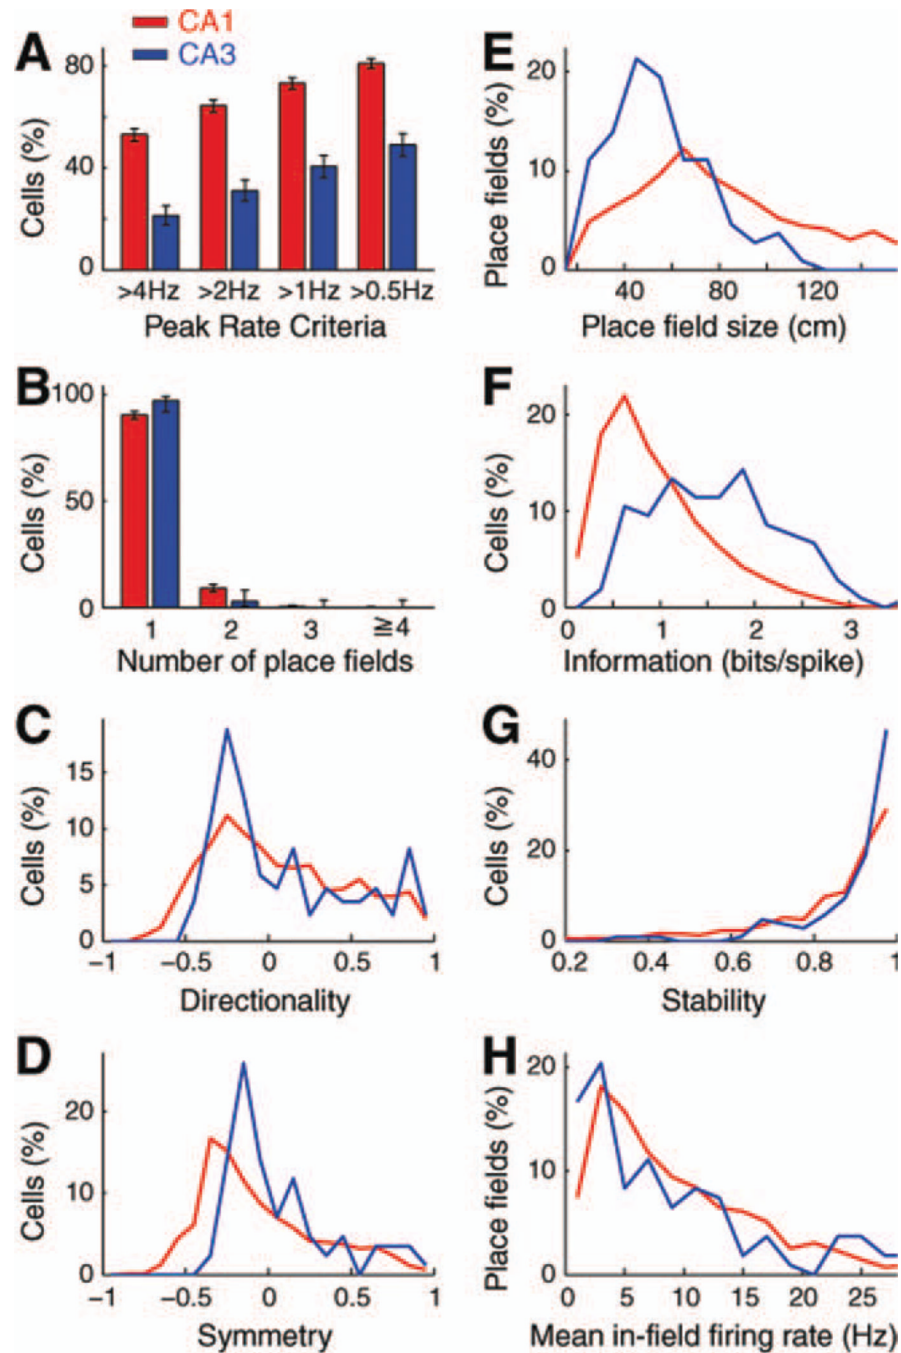 CA1
CA3
A
Cells (%)
80
40
0
>4Hz >2Hz >1Hz >0.5Hz
Peak Rate Criteria
B
Cells (%)
100
50
0
1 2 3 ≧4
Number of place fields
C
Cells (%)
15
10
5
0
−1 −0.5 0 0.5 1
Directionality
D
Cells (%)
20
10
0
−1 −0.5 0 0.5 1
Symmetry
E
Place fields (%)
20
10
0
40 80 120
Place field size (cm)
F
Cells (%)
20
10
0
0 1 2 3
Information (bits/spike)
G
Cells (%)
40
20
0
0.2 0.4 0.6 0.8 1
Stability
H
Place fields (%)
20
10
0
0 5 10 15 20 25
Mean in-field firing rate (Hz)